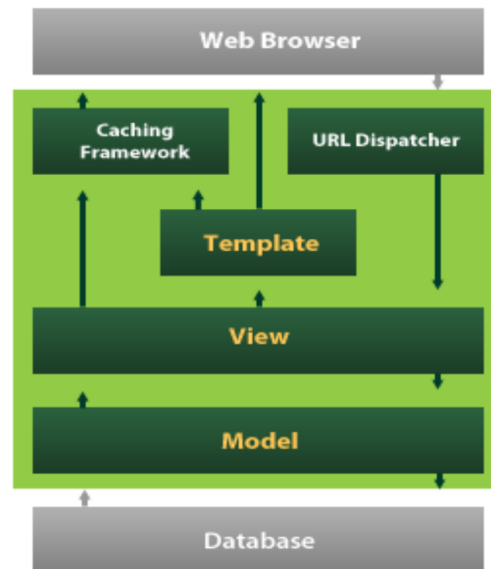 Web Browser
Caching
Framework
URL Dispatcher
Template
View
Model
Database